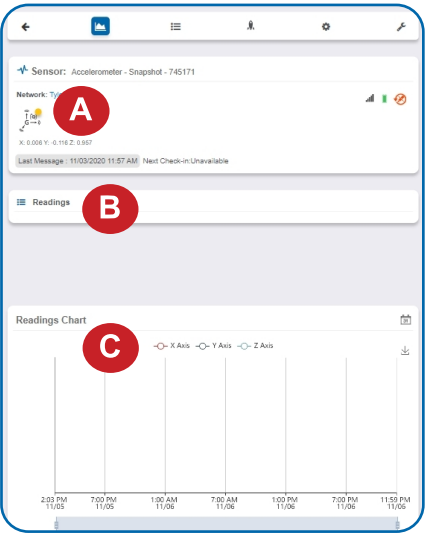 Sensor: Accelerometer - Snapshot - 745171
Network:
A
X: 0.006 Y: -0.116 Z: 0.957
Last Message : 11/03/2020 11:57 AM Next Check-in:Unavailable
Readings
B
Readings Chart
C
X Axis Y Axis Z Axis
2:03 PM 7:00 PM 1:00 AM 7:00 AM 1:00 PM 7:00 PM 11:59 PM
11/05 11/05 11/06 11/06 11/06 11/06 11/06